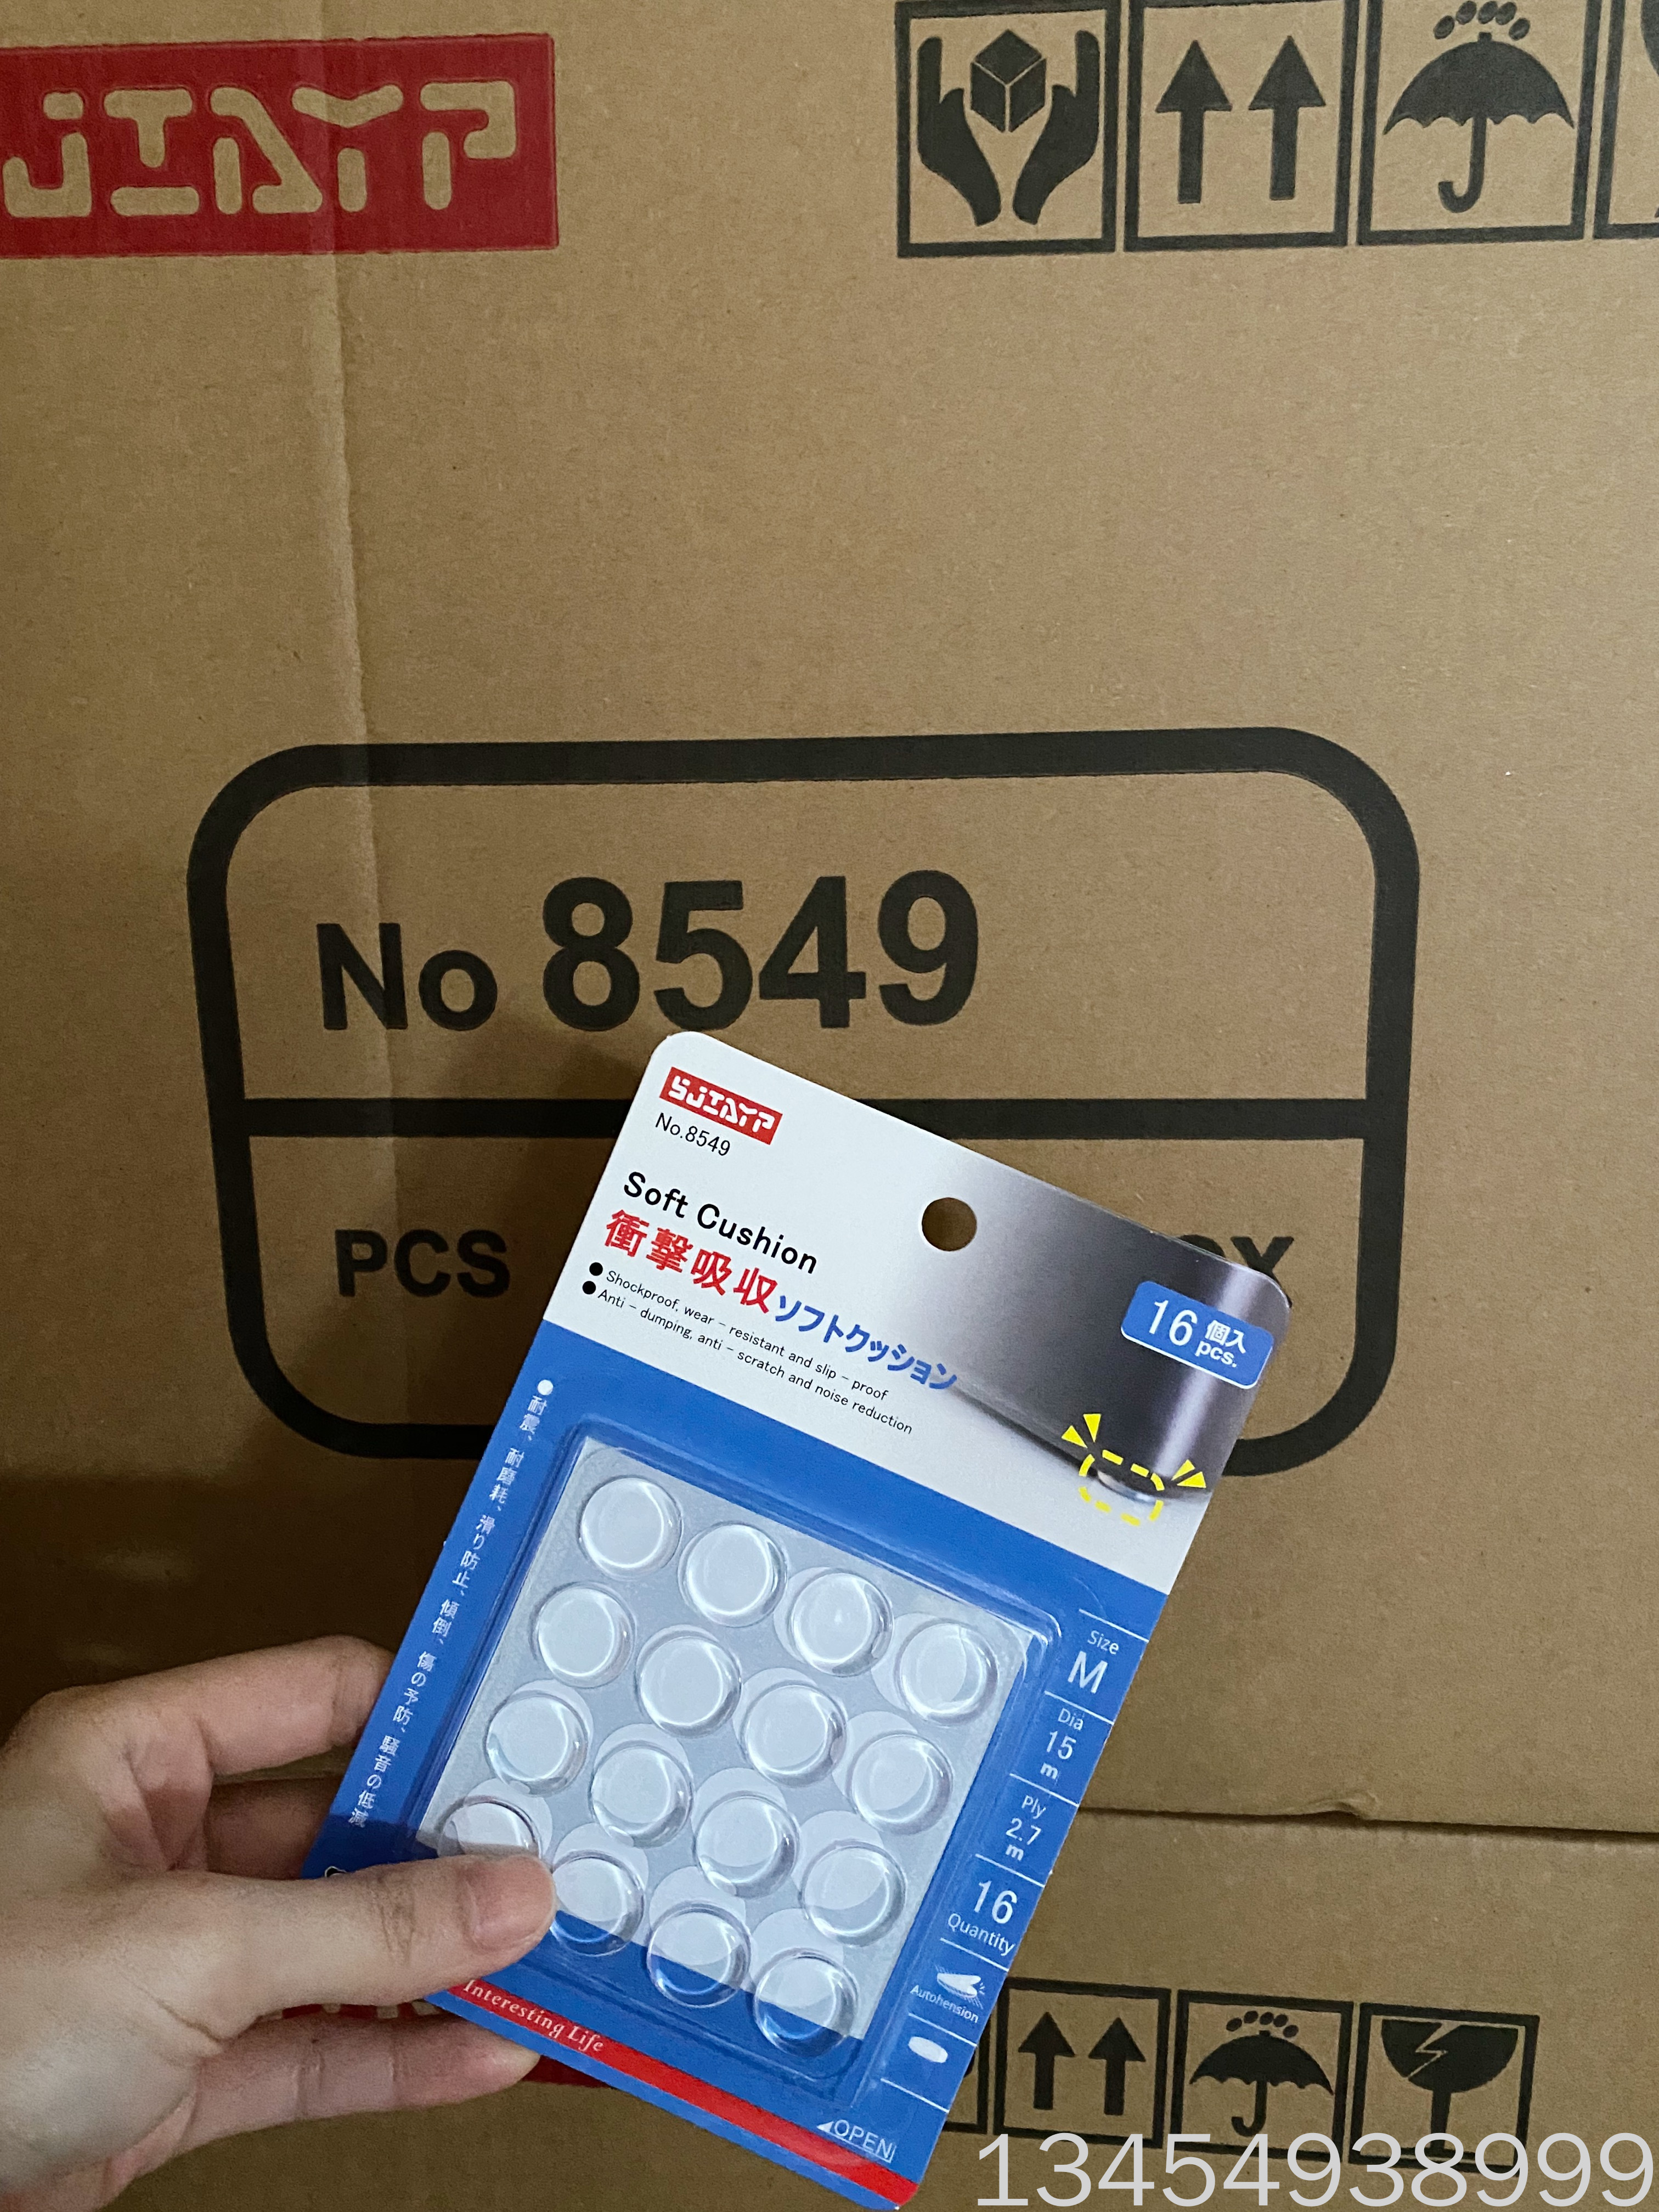 SJIAYP
No 8549
PCS
SJIAYP
No.8549
Soft Cushion
衝撃吸収ソフトクッション
● Shockproof, wear – resistant and slip – proof
● Anti – dumping, anti – scratch and noise reduction
16 個入
pcs.
●耐震、耐磨耗、滑り防止、傾倒、傷の予防、騒音の低減
Size
M
Dia
15
m
Ply
2.7
m
16
Quantity
Autohension
Interesting Life
OPEN
13454938999